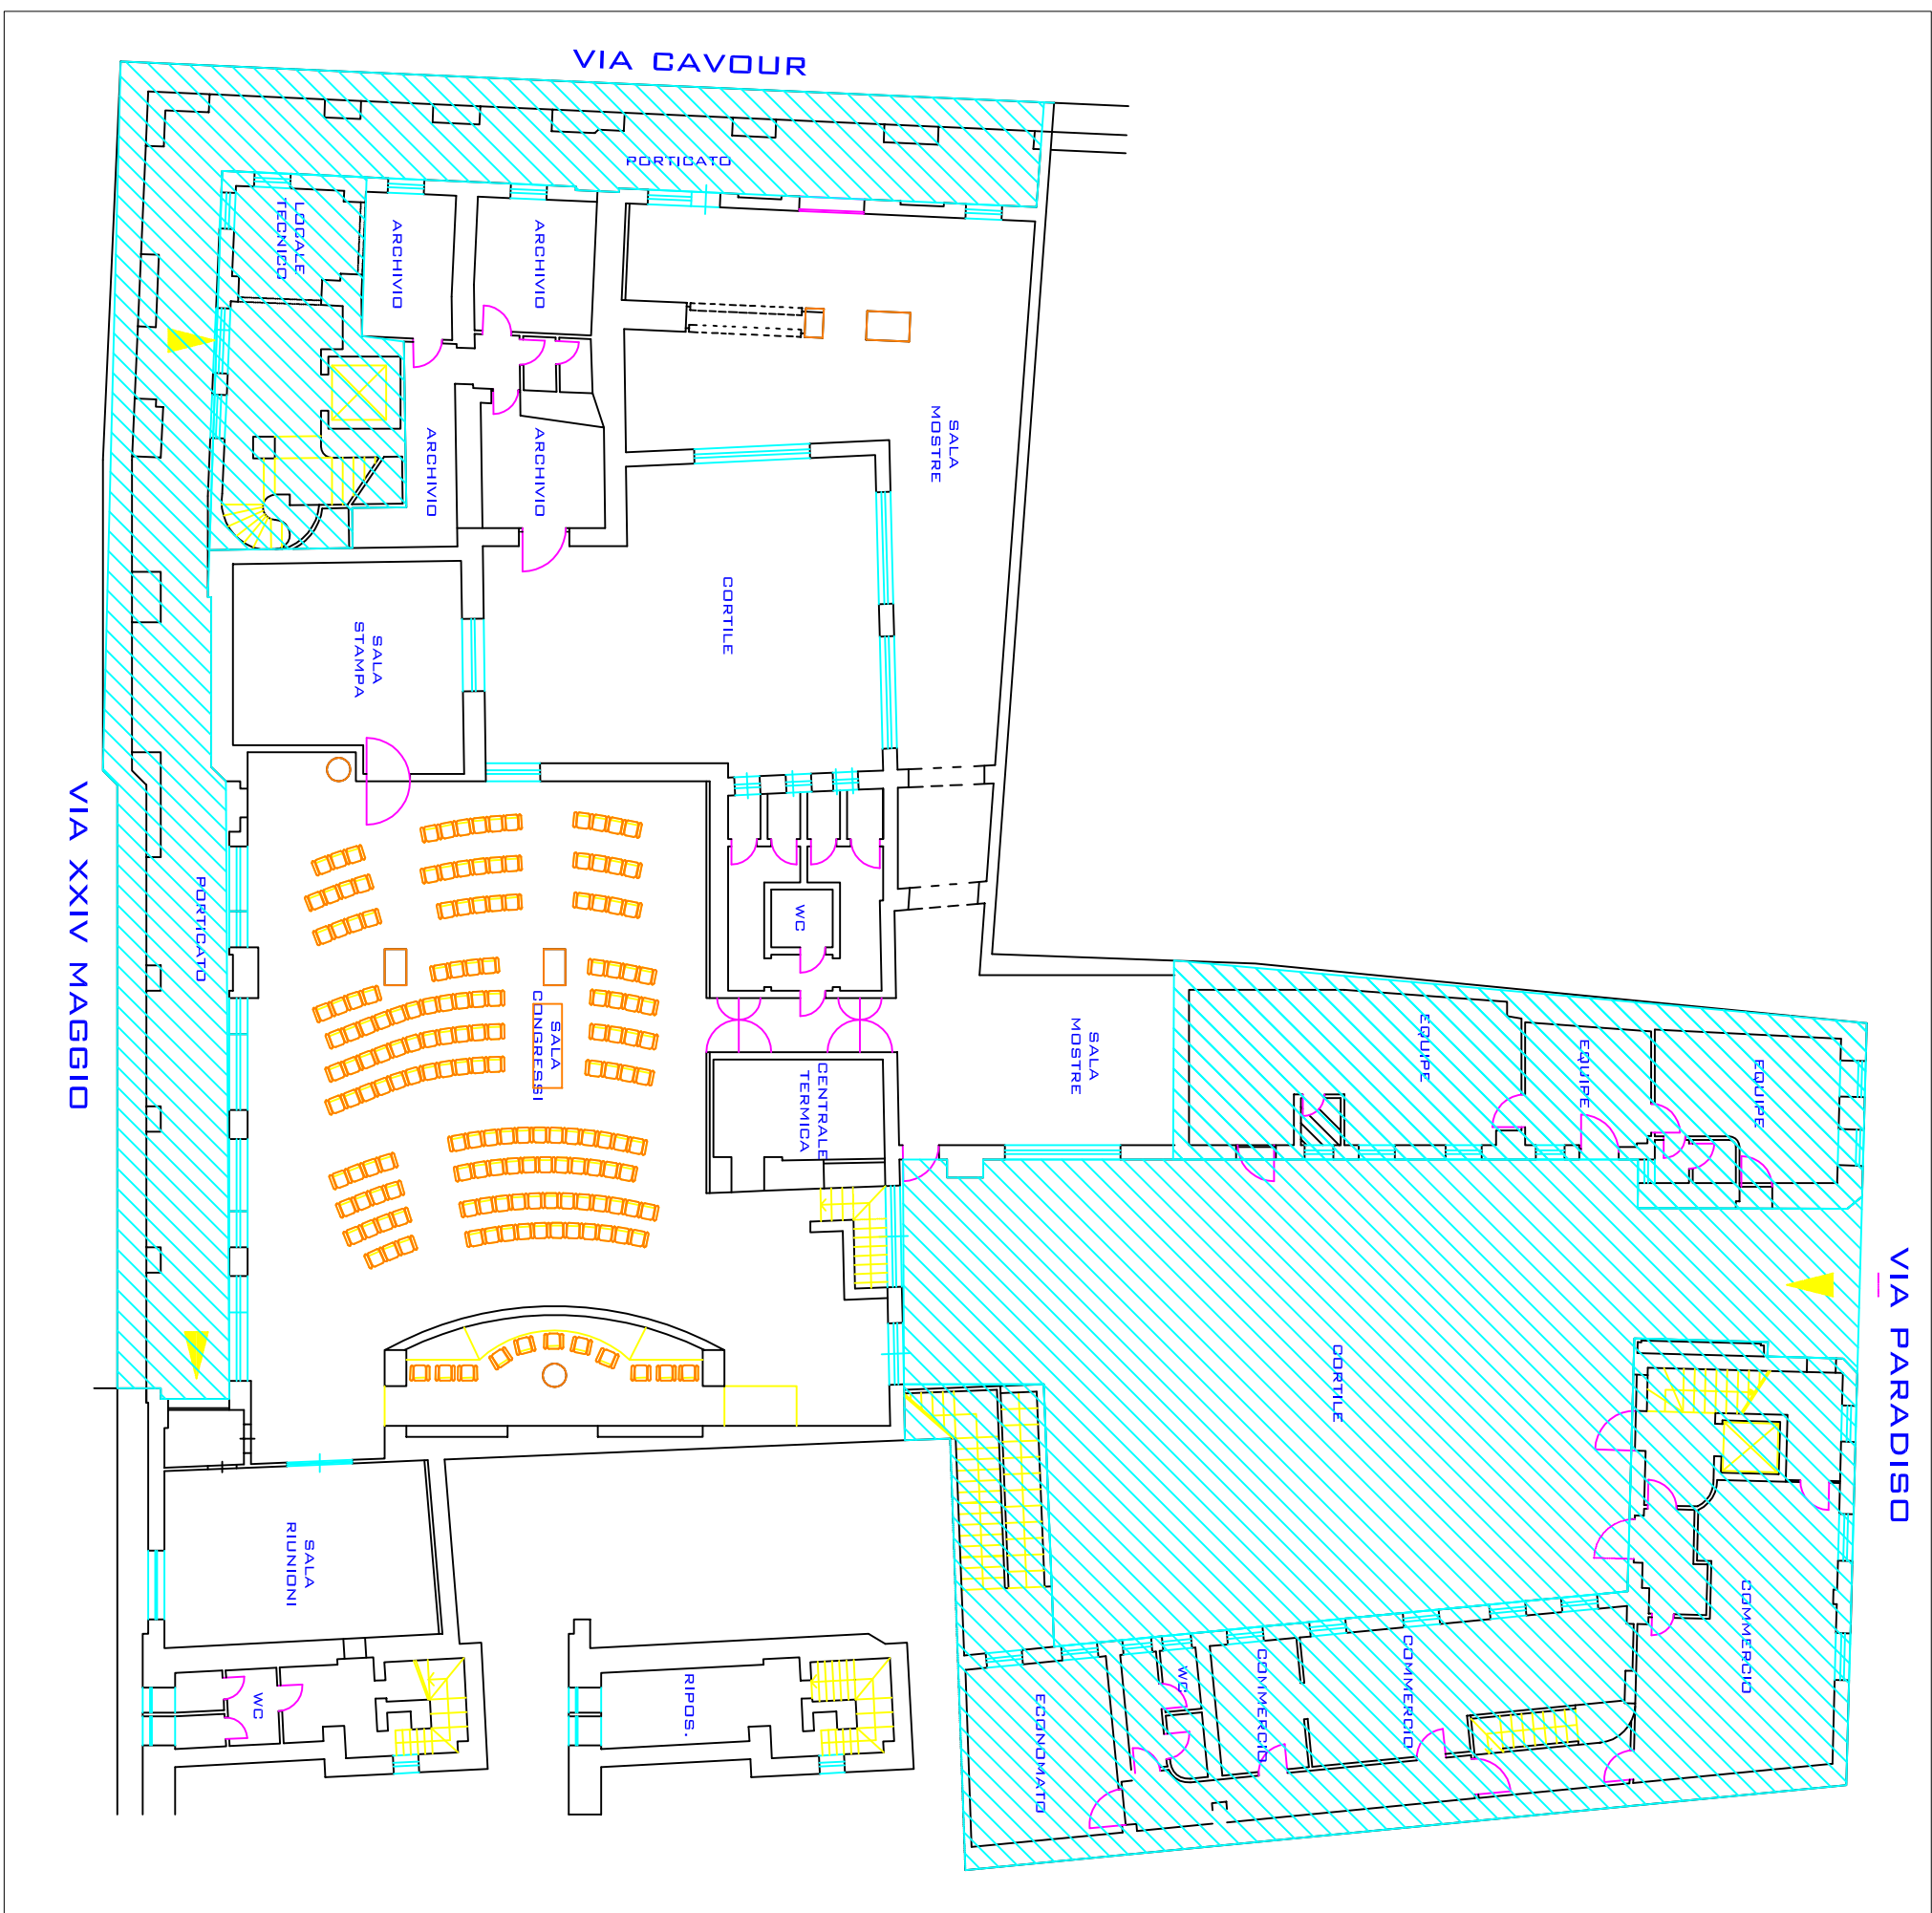 VIA CAVOUR
PORTICATO
LOCALE
TECNICO
ARCHIVIO
ARCHIVIO
ARCHIVIO
ARCHIVIO
SALA
MOSTRE
CORTILE
SALA
STAMPA
VIA XXIV MAGGIO
PORTICATO
WC
SALA
CONGRESSI
CENTRALE
TERMICA
SALA
MOSTRE
EQUIPE
EQUIPE
EQUIPE
VIA PARADISO
CORTILE
SALA
RIUNIONI
WC
RIPOS.
ECONOMATO
WC
COMMERCIO
COMMERCIO
COMMERCIO